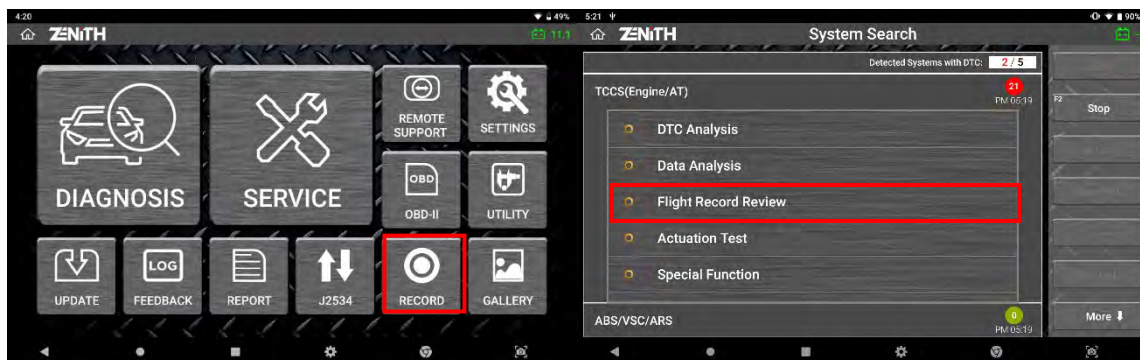 4:20
49%
ZENiTH
11.1
DIAGNOSIS
SERVICE
REMOTE
SUPPORT
SETTINGS
OBD
OBD-II
UTILITY
UPDATE
LOG
FEEDBACK
REPORT
J2534
RECORD
GALLERY
5:21
90%
ZENiTH
System Search
Detected Systems with DTC: 2 / 5
TCCS(Engine/AT)
21
PM 05:19
DTC Analysis
Data Analysis
Flight Record Review
Actuation Test
Special Function
ABS/VSC/ARS
0
PM 05:19
F2
Stop
More